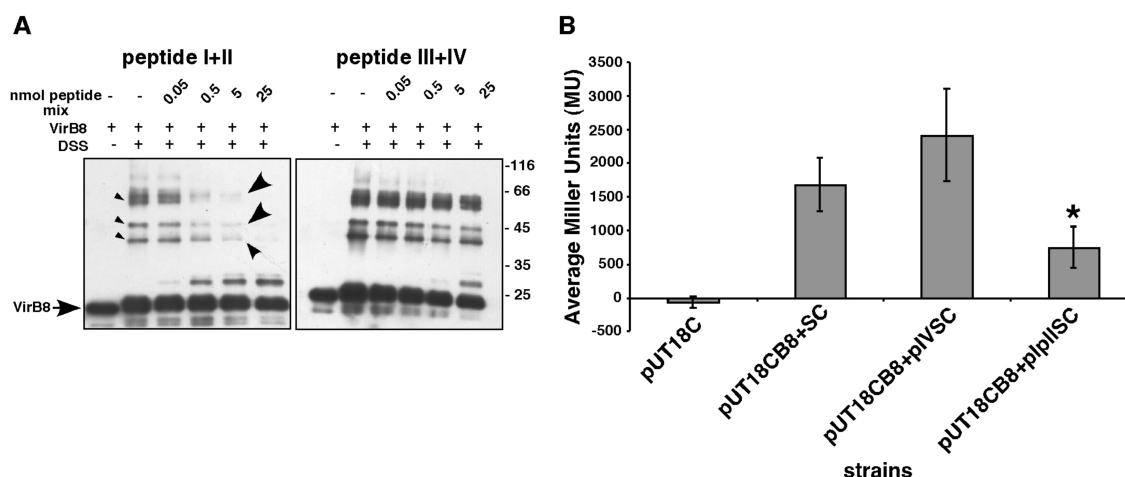 A
peptide I+II
peptide III+IV
nmol peptide mix
- - 0.05 0.5 5 25
- - 0.05 0.5 5 25
VirB8
+ + + + + +
+ + + + + +
DSS
- + + + + +
- + + + + +
-116
- 66
- 45
- 35
- 25
VirB8
B
Average Miller Units (MU)
3500
3000
2500
2000
1500
1000
500
0
-500
*
pUT18C
pUT18CB8+SC
pUT18CB8+pIVSC
pUT18CB8+pIpIISC
strains